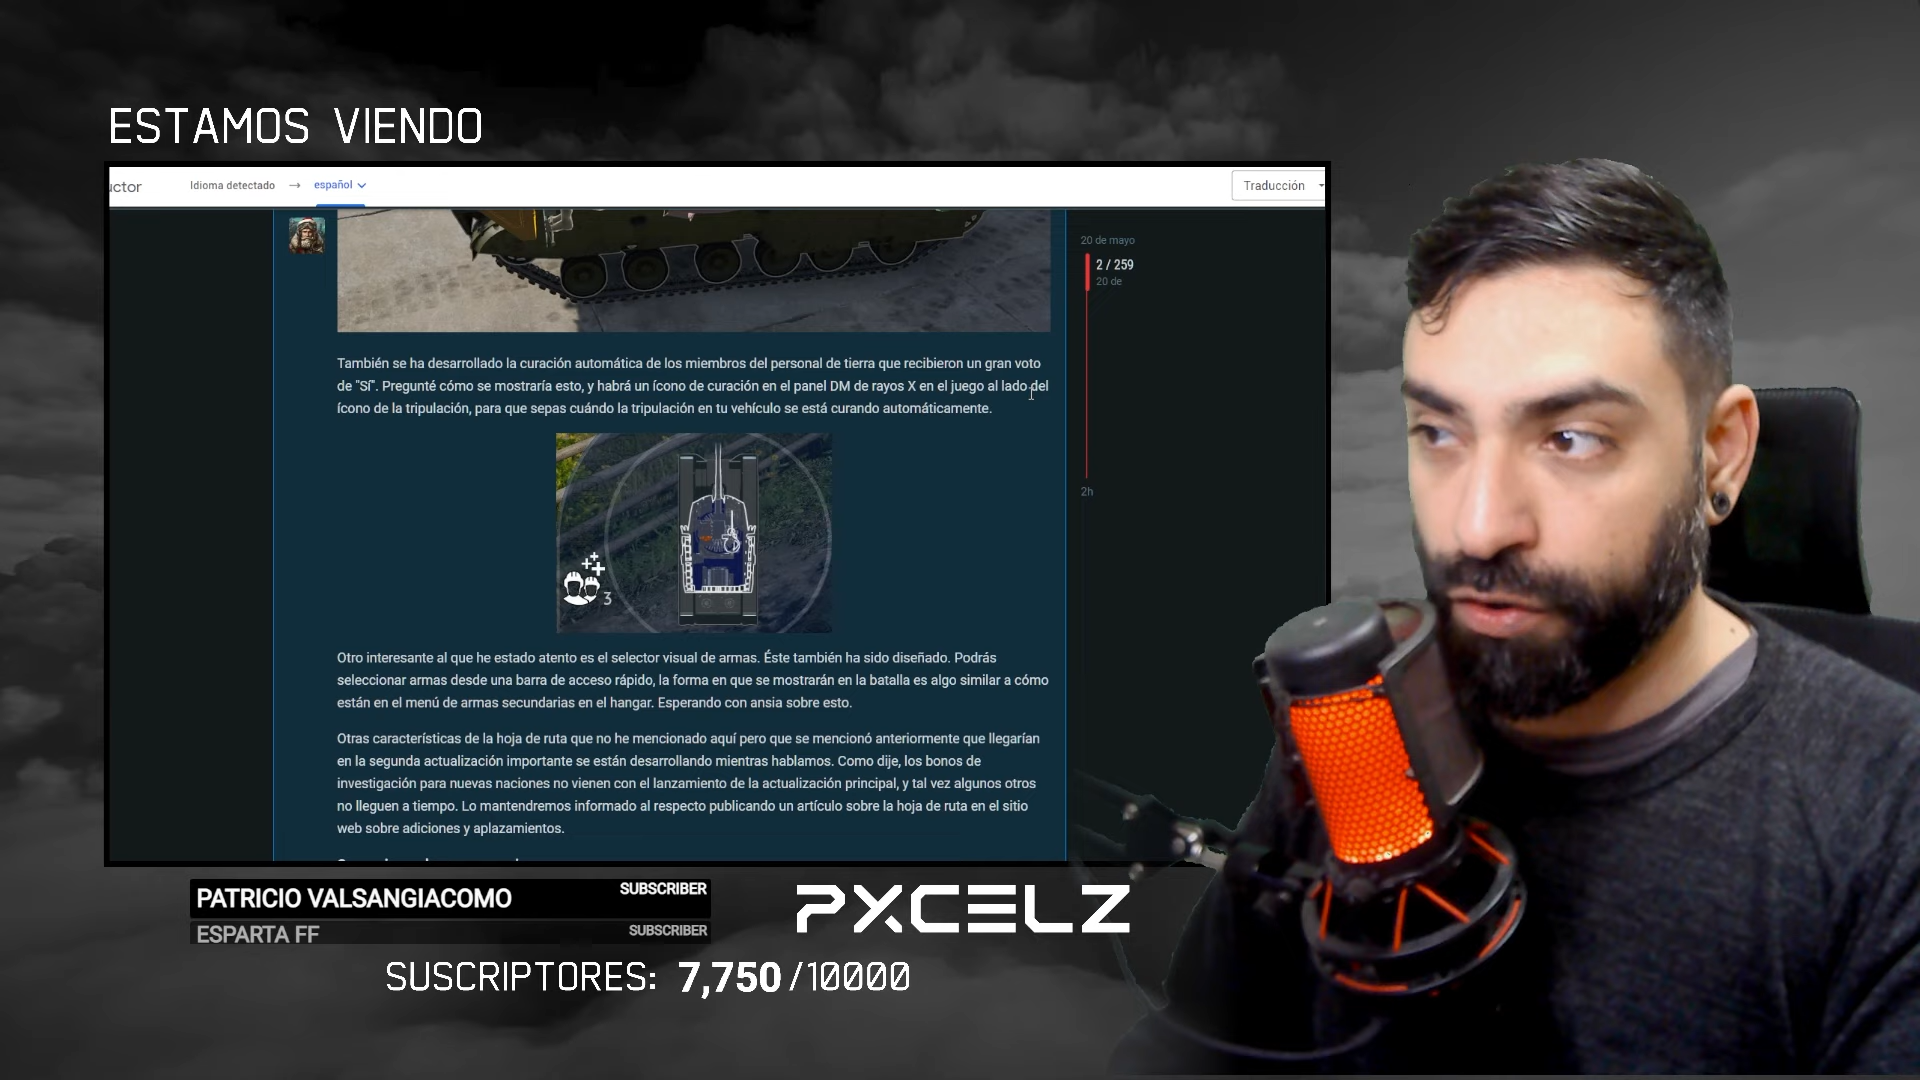 ESTAMOS VIENDO
uctor
Idioma detectado → español
Traducción
20 de mayo
2 / 259
20 de
2h
También se ha desarrollado la curación automática de los miembros del personal de tierra que recibieron un gran voto
de "Sí". Pregunté cómo se mostraría esto, y habrá un ícono de curación en el panel DM de rayos X en el juego al lado del
ícono de la tripulación, para que sepas cuándo la tripulación en tu vehículo se está curando automáticamente.
3
Otro interesante al que he estado atento es el selector visual de armas. Éste también ha sido diseñado. Podrás
seleccionar armas desde una barra de acceso rápido, la forma en que se mostrarán en la batalla es algo similar a cómo
están en el menú de armas secundarias en el hangar. Esperando con ansia sobre esto.
Otras características de la hoja de ruta que no he mencionado aquí pero que se mencionó anteriormente que llegarían
en la segunda actualización importante se están desarrollando mientras hablamos. Como dije, los bonos de
investigación para nuevas naciones no vienen con el lanzamiento de la actualización principal, y tal vez algunos otros
no lleguen a tiempo. Lo mantendremos informado al respecto publicando un artículo sobre la hoja de ruta en el sitio
web sobre adiciones y aplazamientos.
PATRICIO VALSANGIACOMO SUBSCRIBER
ESPARTA FF SUBSCRIBER
PXCELZ
SUSCRIPTORES: 7,750/10000